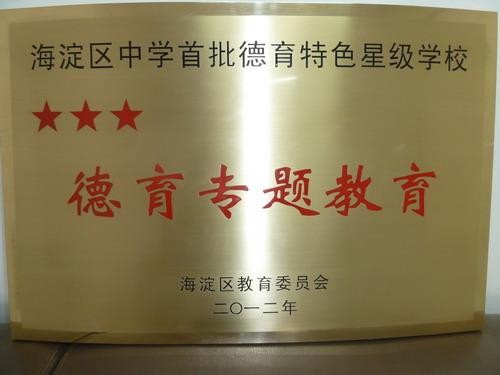 海淀区中学首批德育特色星级学校
★★★
德育专题教育
海淀区教育委员会
二〇一二年